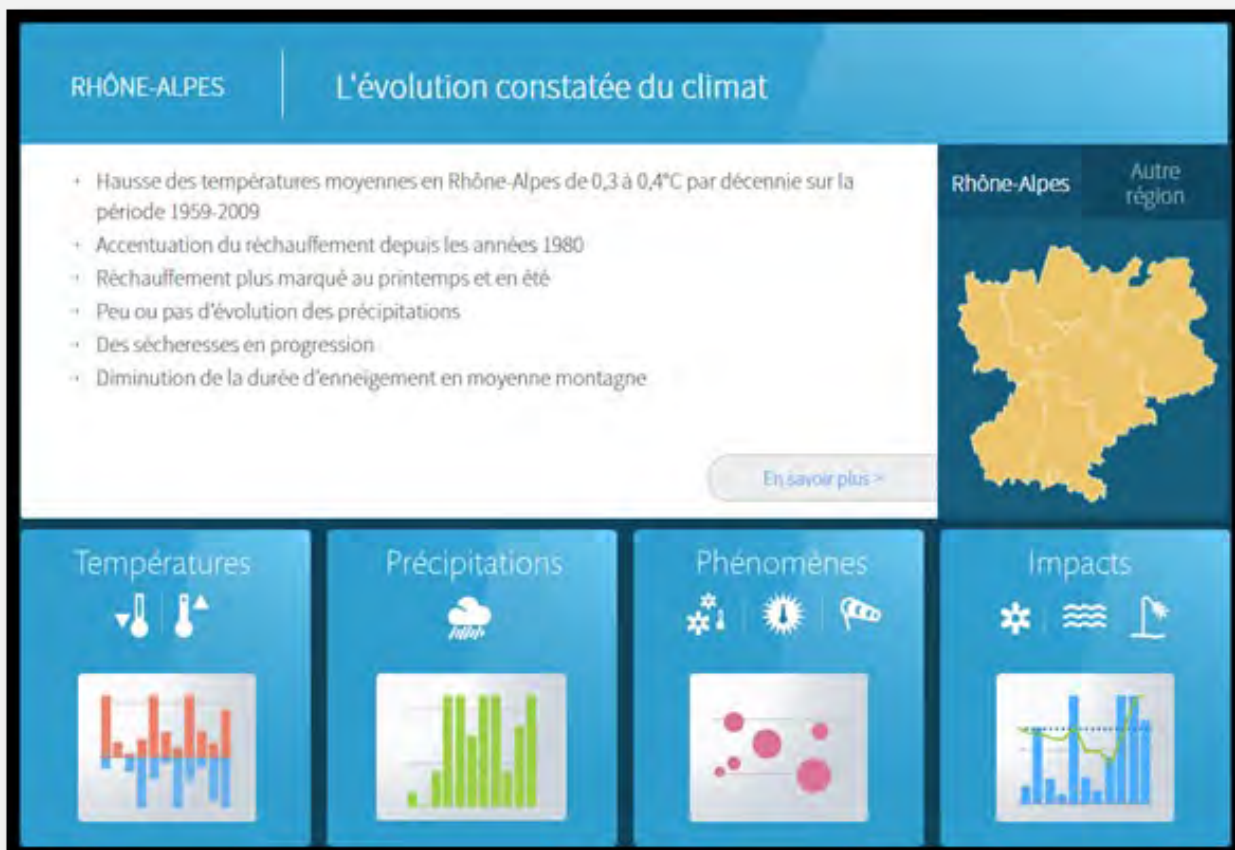 RHÔNE-ALPES
L'évolution constatée du climat
Hausse des températures moyennes en Rhône-Alpes de 0,3 à 0,4°C par décennie sur la
période 1959-2009
Accentuation du réchauffement depuis les années 1980
Réchauffement plus marqué au printemps et en été
Peu ou pas d'évolution des précipitations
Des sécheresses en progression
Diminution de la durée d'enneigement en moyenne montagne
En savoir plus >
Rhône-Alpes
Autre
région
Températures
Précipitations
Phénomènes
Impacts